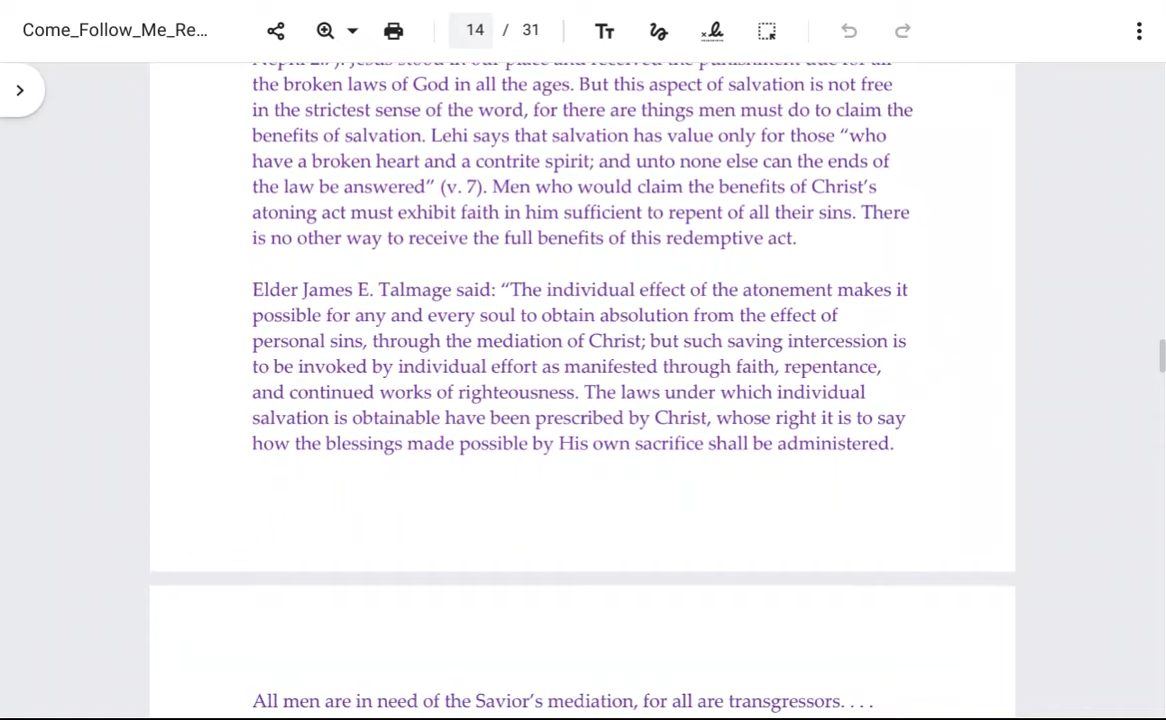 Come_Follow_Me_Re...
14 / 31
the broken laws of God in all the ages. But this aspect of salvation is not free
in the strictest sense of the word, for there are things men must do to claim the
benefits of salvation. Lehi says that salvation has value only for those “who
have a broken heart and a contrite spirit; and unto none else can the ends of
the law be answered” (v. 7). Men who would claim the benefits of Christ’s
atoning act must exhibit faith in him sufficient to repent of all their sins. There
is no other way to receive the full benefits of this redemptive act.
Elder James E. Talmage said: “The individual effect of the atonement makes it
possible for any and every soul to obtain absolution from the effect of
personal sins, through the mediation of Christ; but such saving intercession is
to be invoked by individual effort as manifested through faith, repentance,
and continued works of righteousness. The laws under which individual
salvation is obtainable have been prescribed by Christ, whose right it is to say
how the blessings made possible by His own sacrifice shall be administered.
All men are in need of the Savior’s mediation, for all are transgressors. . . .